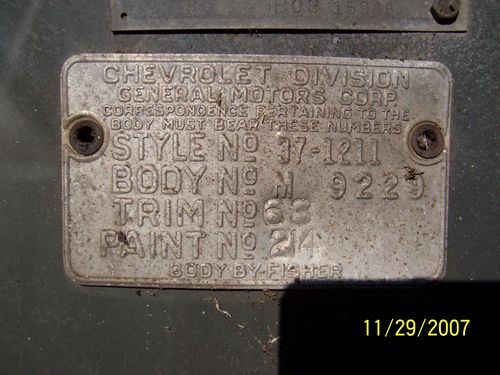 CHEVROLET DIVISION
GENERAL MOTORS CORP.
CORRESPONDENCE PERTAINING TO THE
BODY MUST BEAR THESE NUMBERS
STYLE NO 37-1211
BODY NO M 9229
TRIM NO 63
PAINT NO 214
BODY BY FISHER
11/29/2007